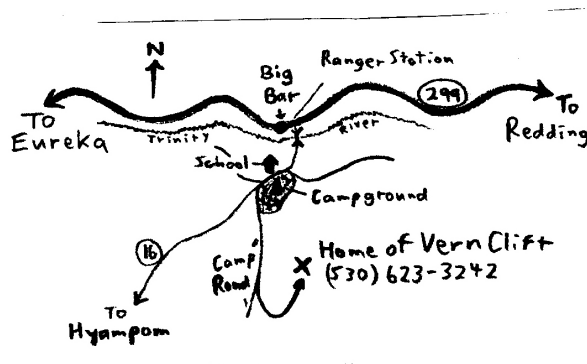 N
Ranger Station
Big
Bar
299
To
Eureka
To
Redding
Trinity
River
School
Campground
16
Camp
Road
Home of Vern Clift
(530) 623-3242
To
Hyampom